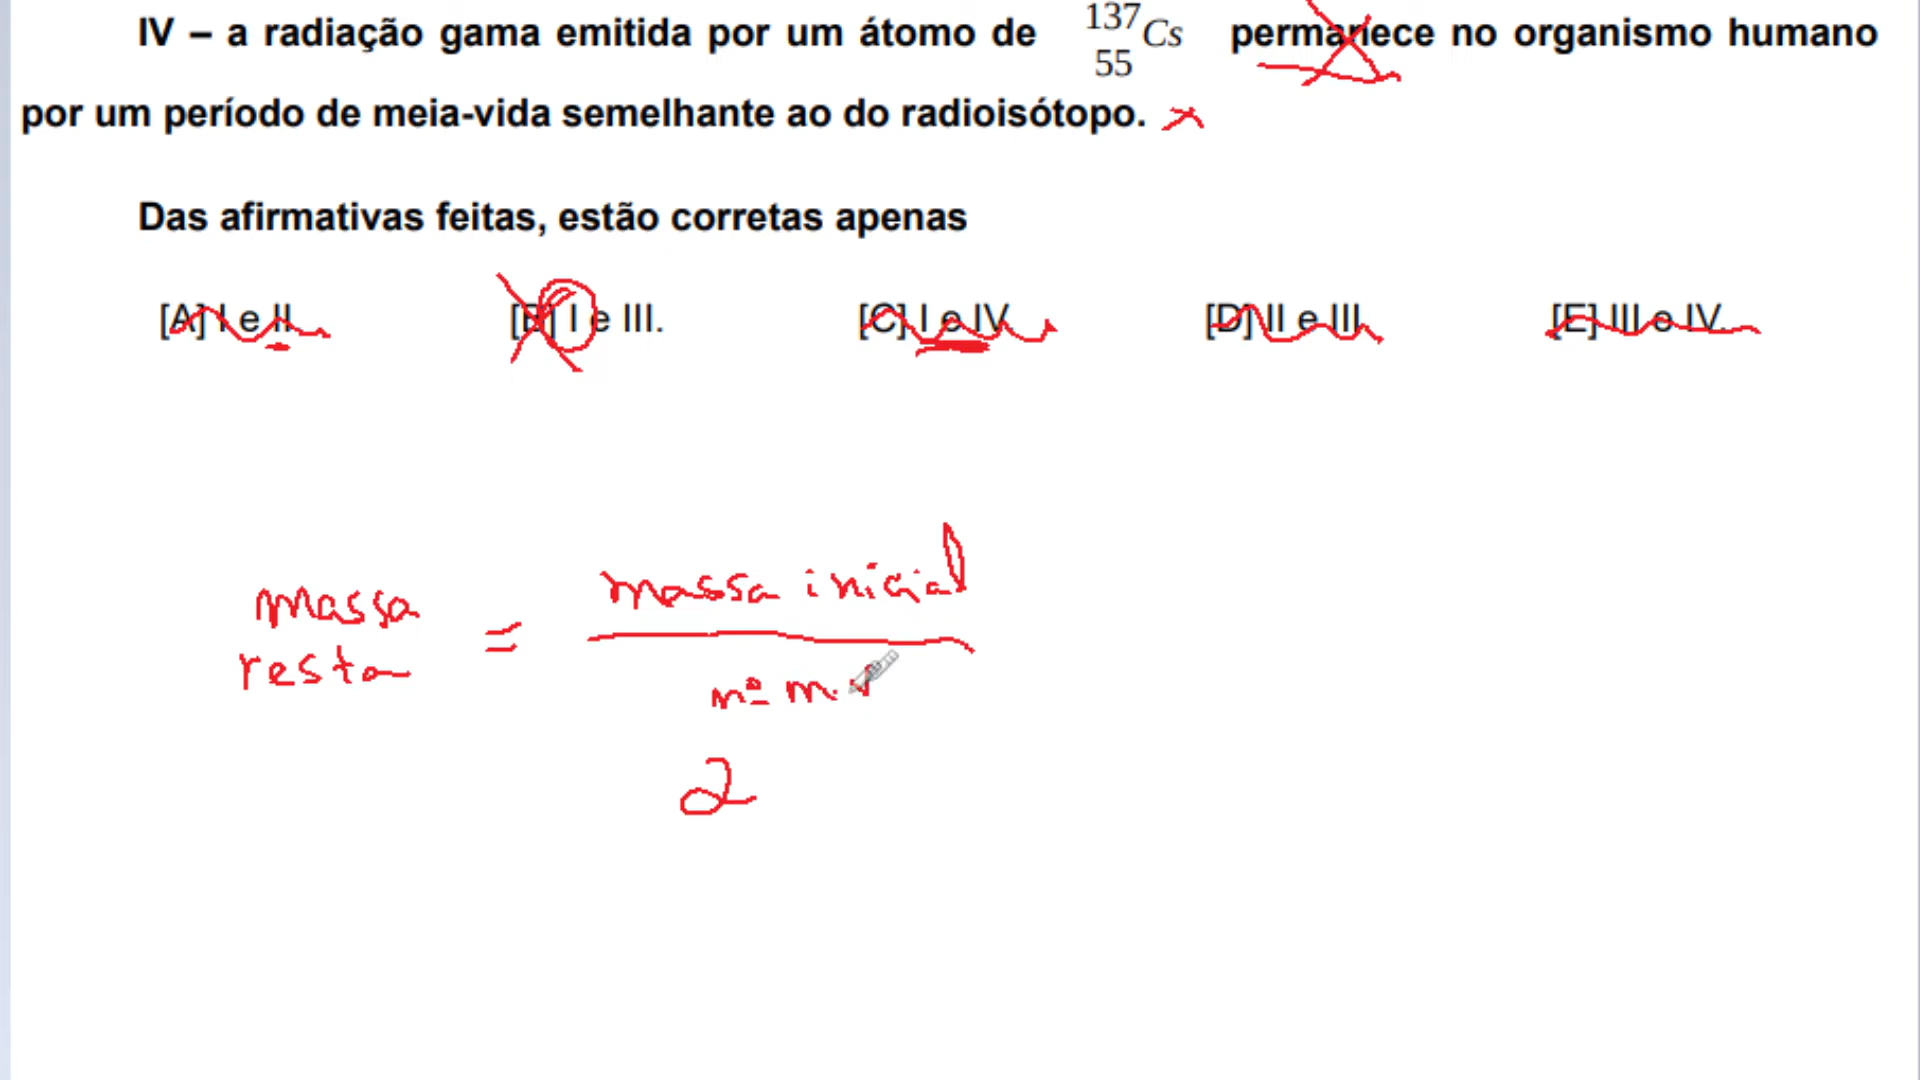 IV – a radiação gama emitida por um átomo de 137 55 Cs permanece no organismo humano
por um período de meia-vida semelhante ao do radioisótopo.
Das afirmativas feitas, estão corretas apenas
[A] I e II. [B] I e III. [C] I e IV. [D] II e III. [E] III e IV.
massa resta = massa inicial
nº m.v
2